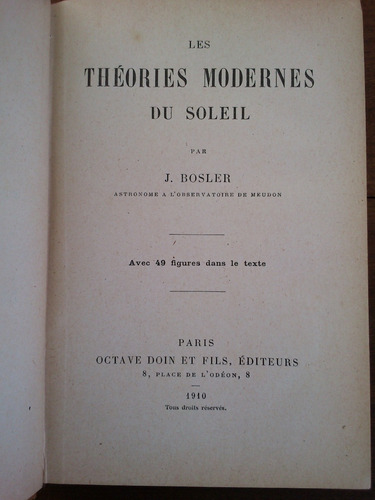 LES
THÉORIES MODERNES
DU SOLEIL
PAR
J. BOSLER
ASTRONOME A L'OBSERVATOIRE DE MEUDON
Avec 49 figures dans le texte
PARIS
OCTAVE DOIN ET FILS, ÉDITEURS
8, PLACE DE L'ODÉON, 8
1910
Tous droits réservés.